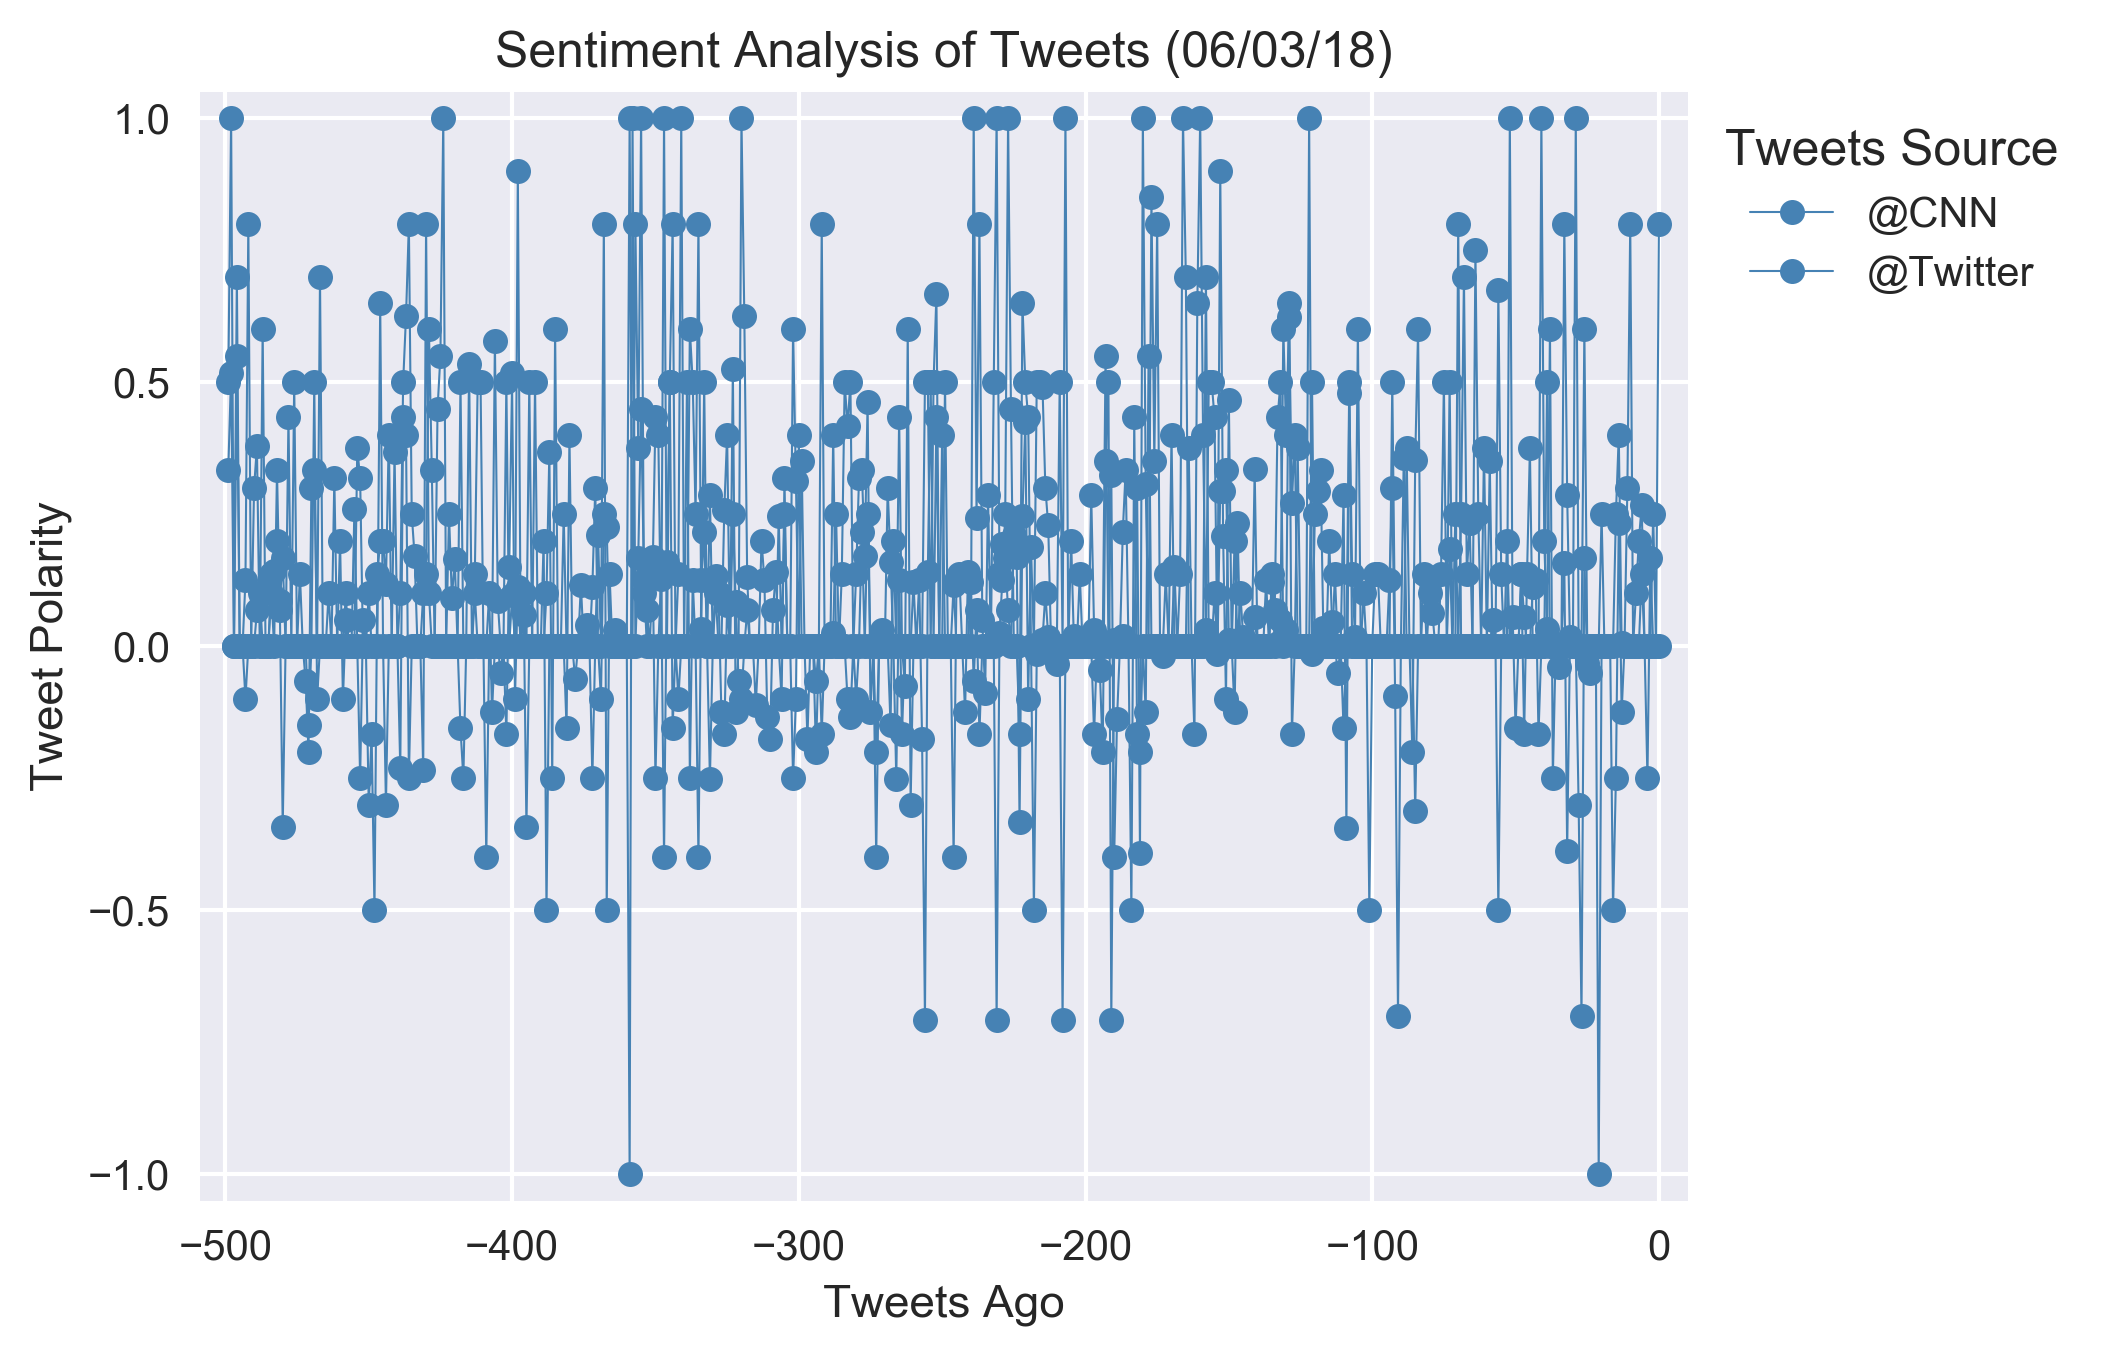 Sentiment Analysis of Tweets (06/03/18)
Tweets Source
@CNN
@Twitter
Tweet Polarity
1.0
0.5
0.0
−0.5
−1.0
−500 −400 −300 −200 −100 0
Tweets Ago